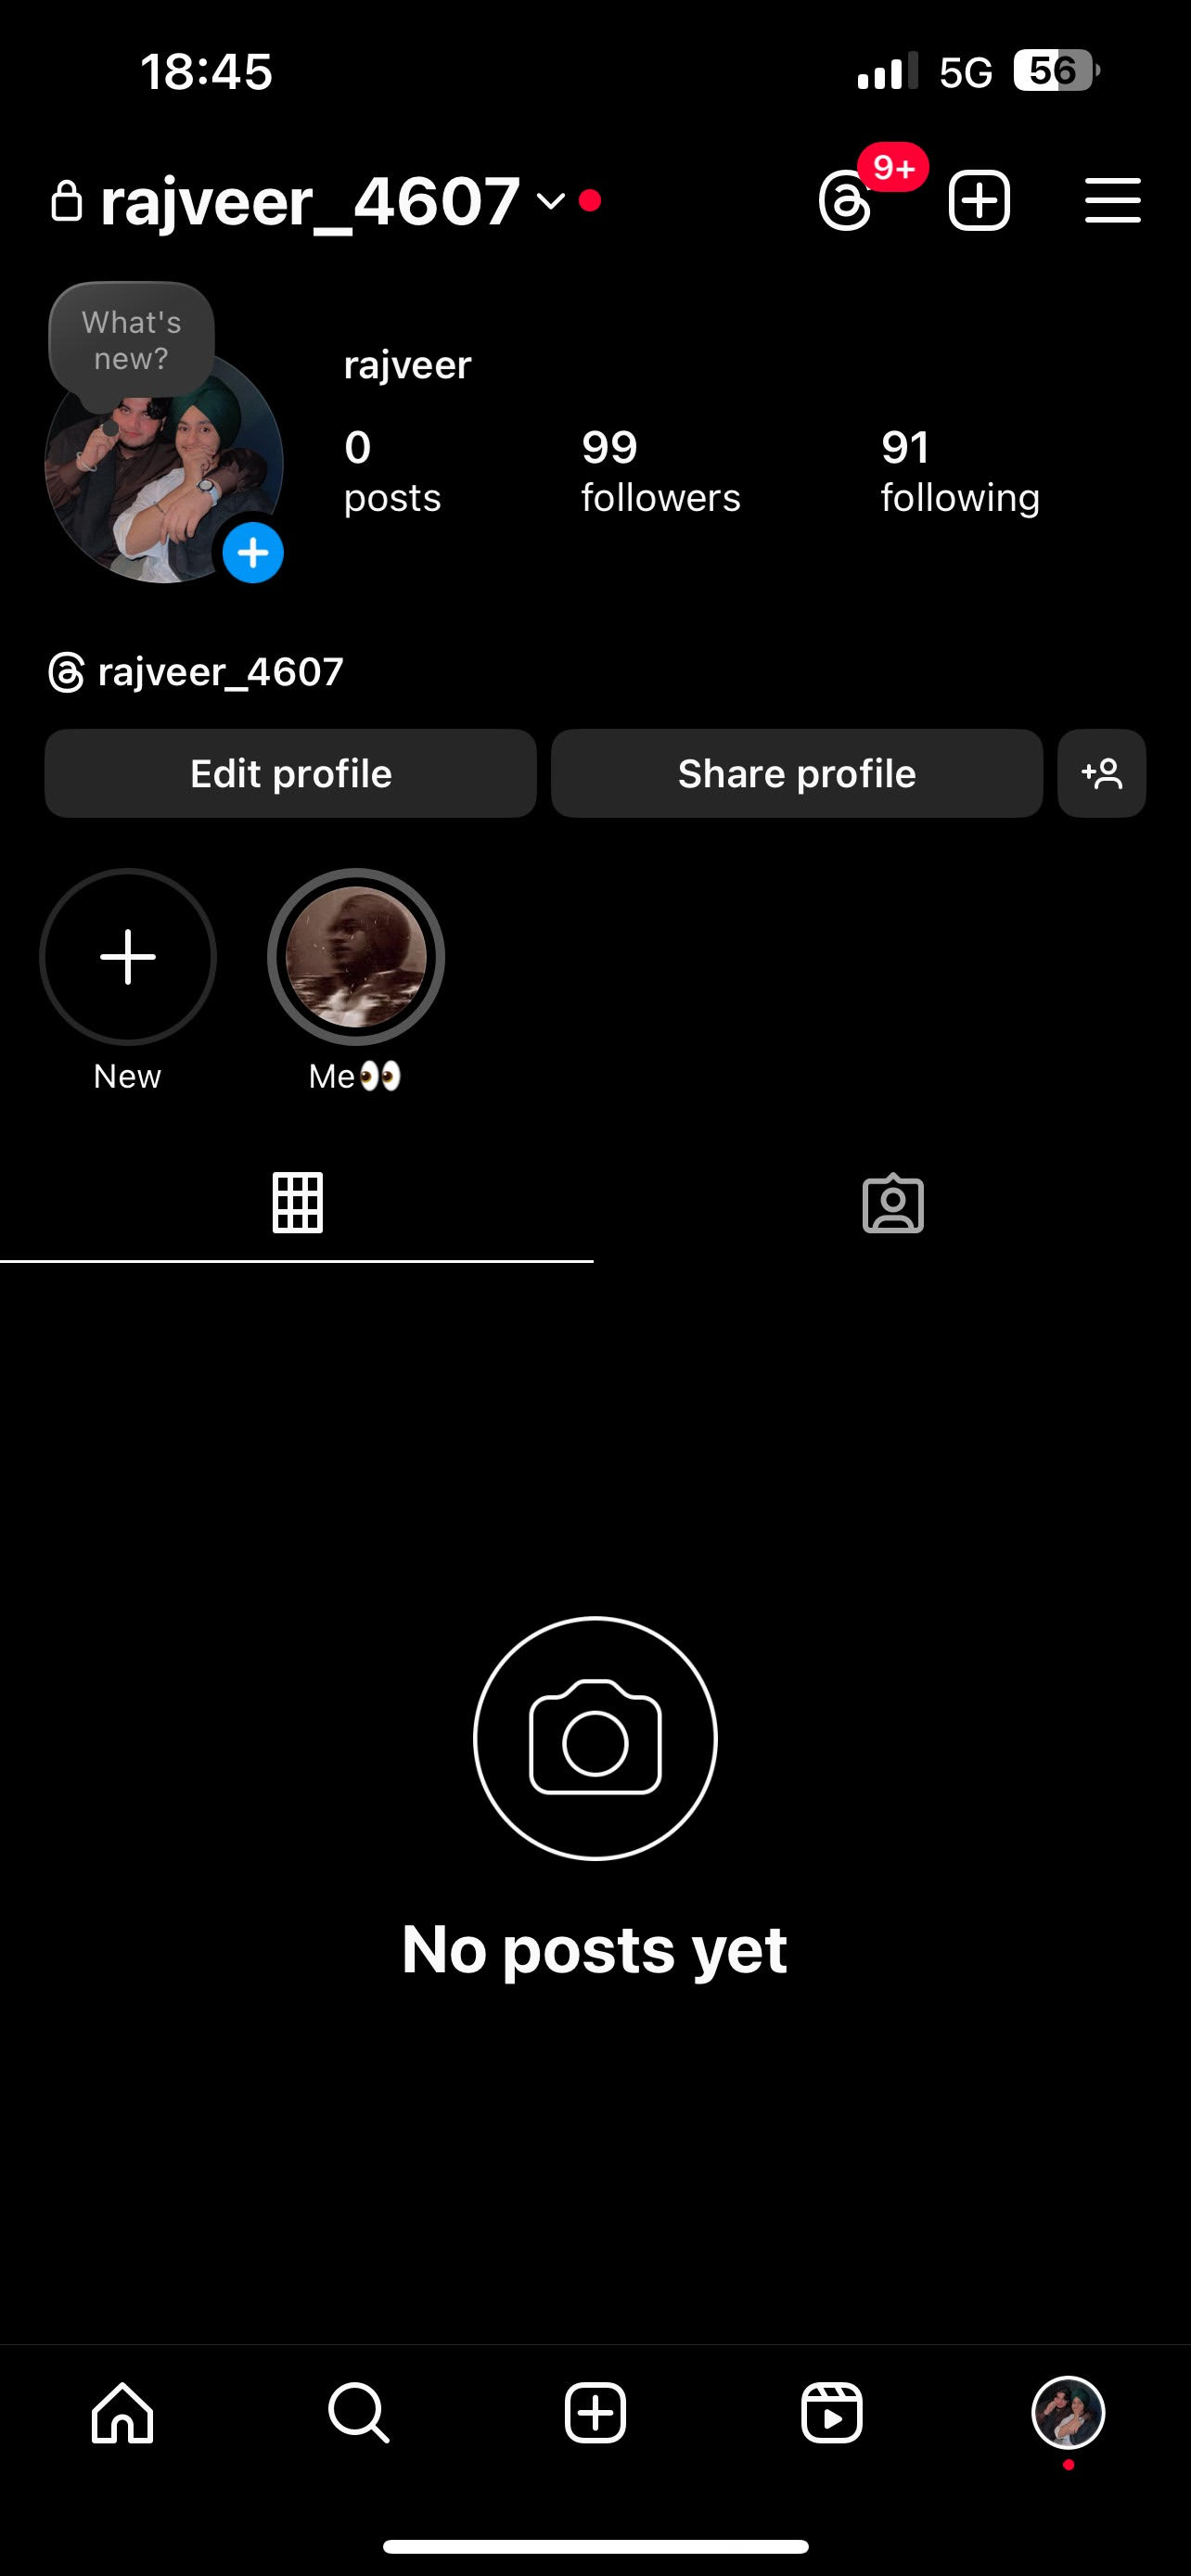 18:45
5G
56
rajveer_4607
9+
What's
new?
rajveer
0
posts
99
followers
91
following
rajveer_4607
Edit profile
Share profile
New
Me👀
No posts yet